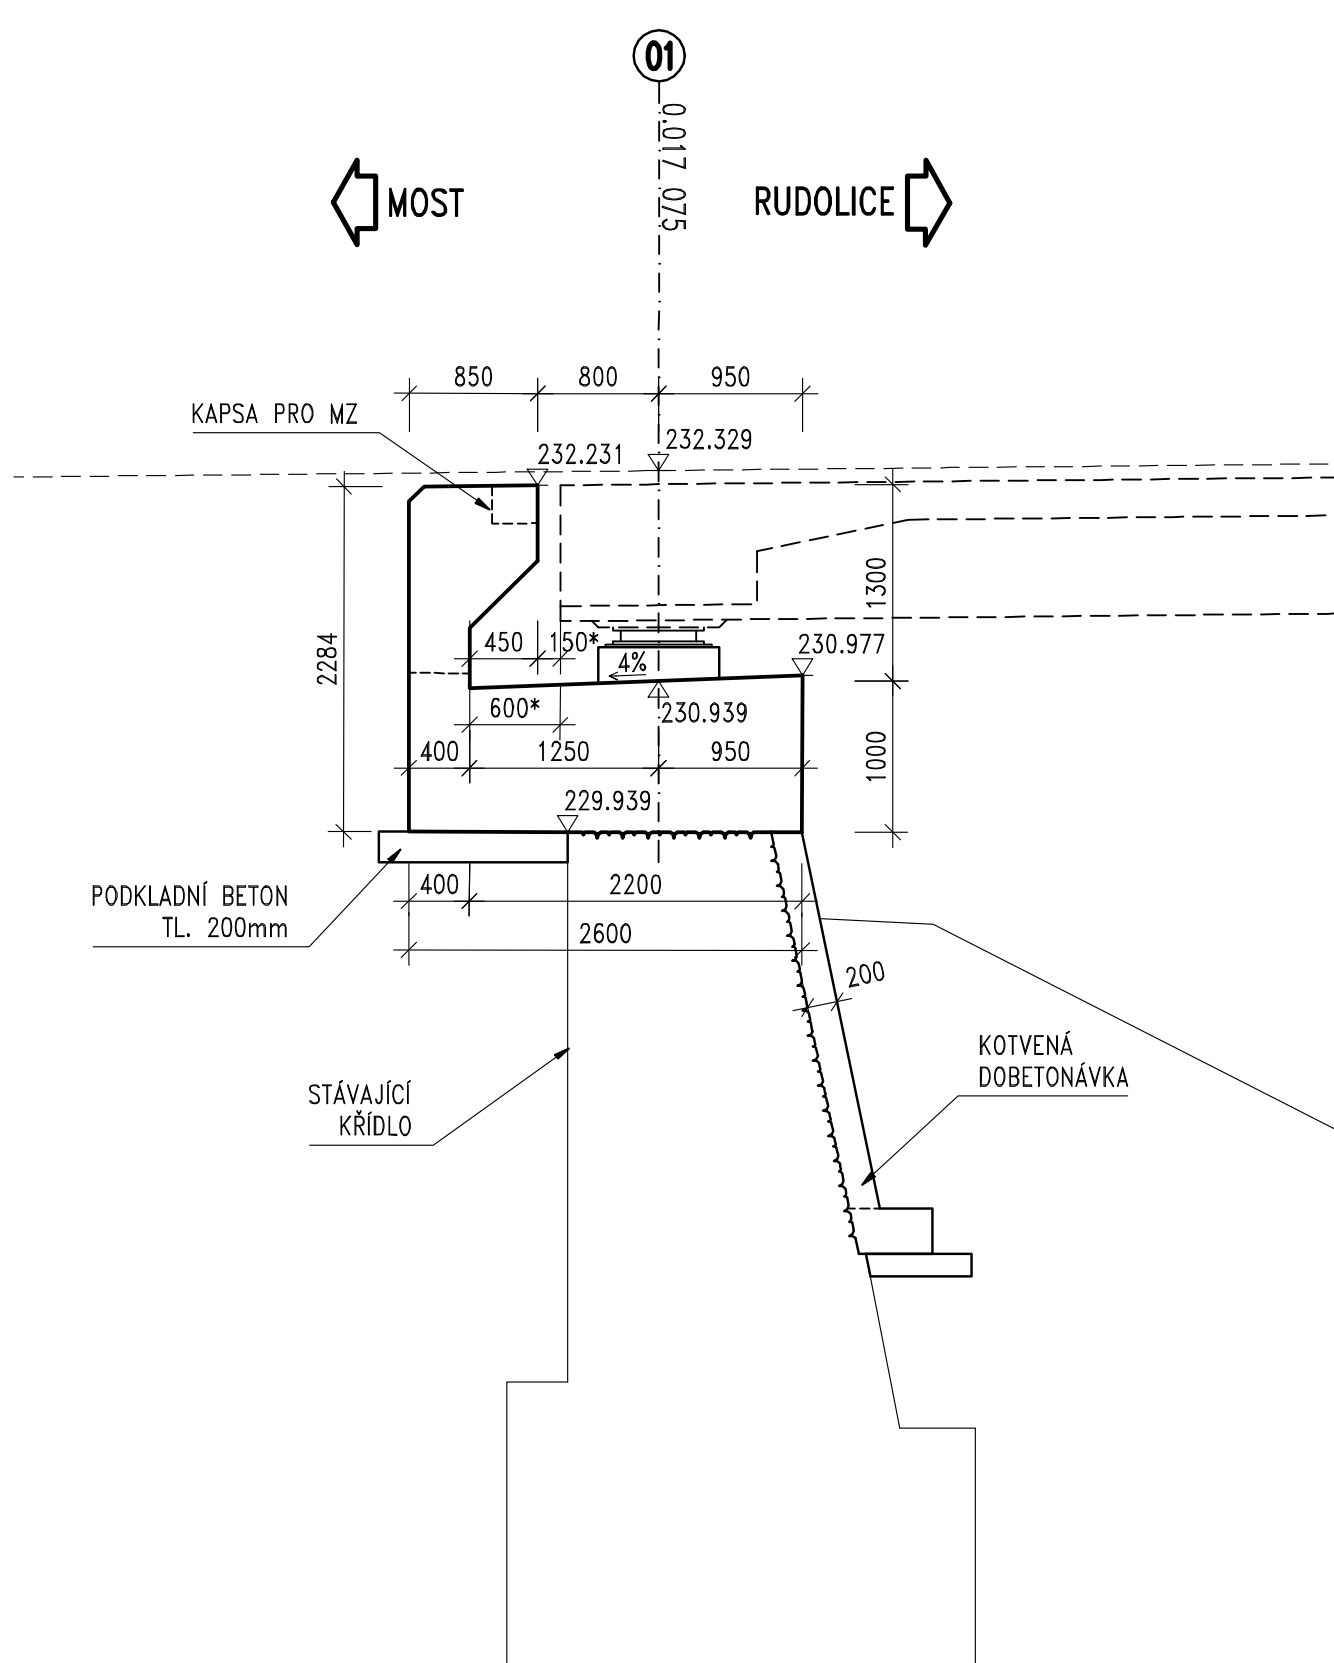 01
0.017 075
MOST
RUDOLICE
850
800
950
KAPSA PRO MZ
232.231
232.329
1300
2284
450
150*
4%
230.977
600*
230.939
400
1250
950
1000
229.939
PODKLADNÍ BETON
TL. 200mm
400
2200
2600
200
KOTVENÁ
DOBETONÁVKA
STÁVAJÍCÍ
KŘÍDLO